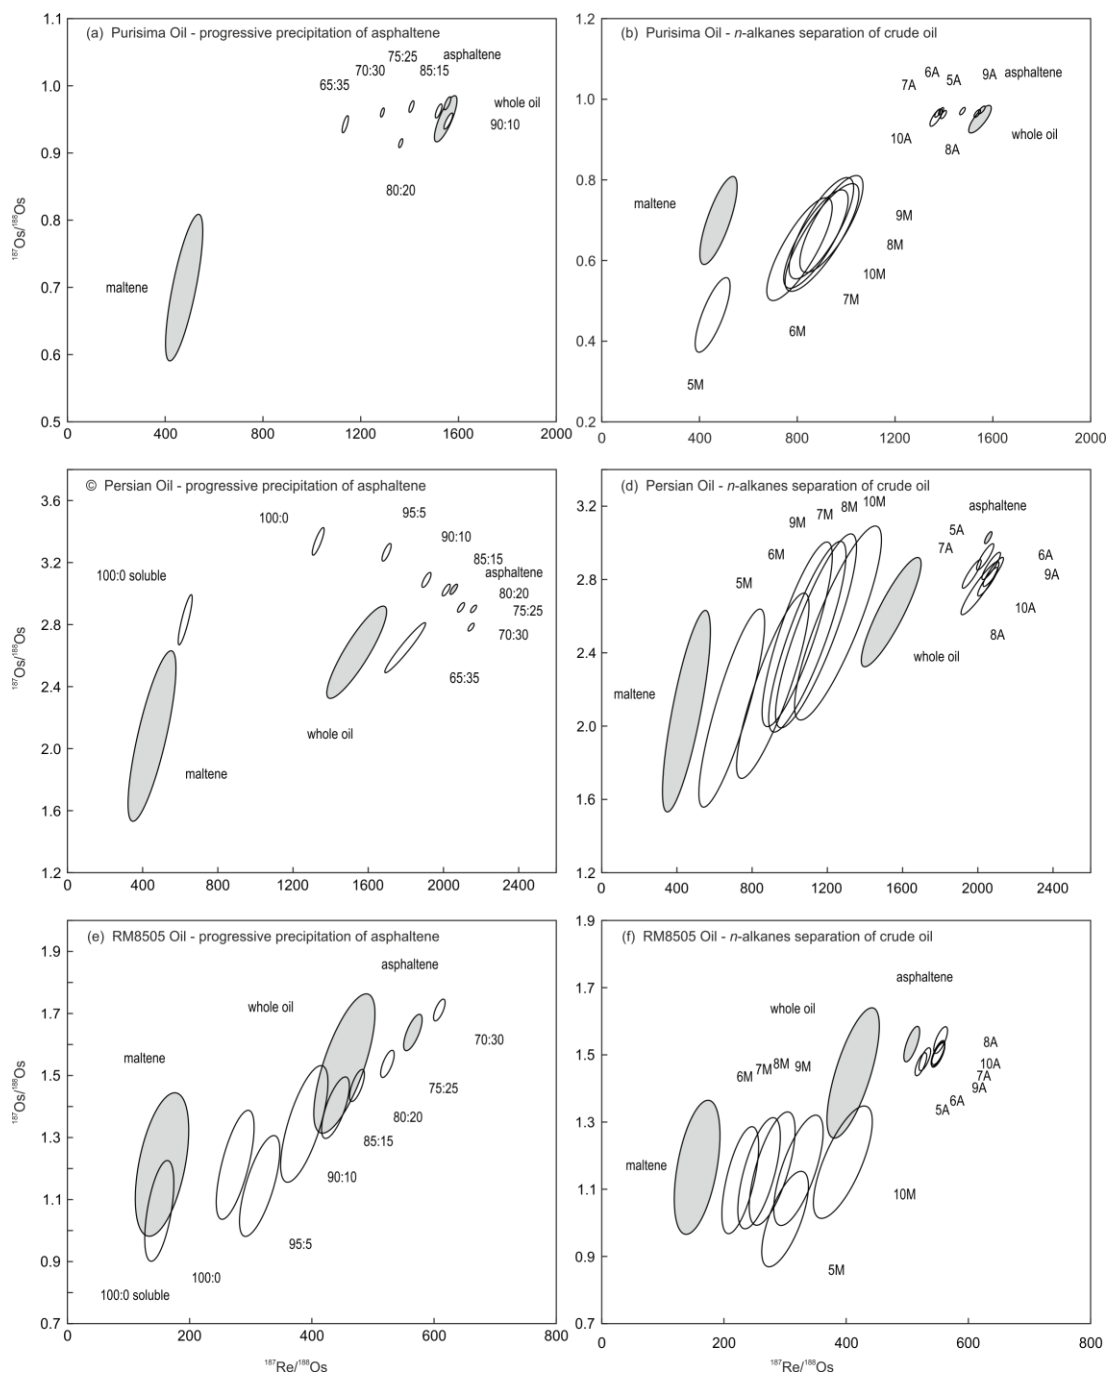 (a) Purisima Oil - progressive precipitation of asphaltene
75:25 asphaltene
70:30 85:15
65:35
whole oil
90:10
80:20
maltene
1.1
1.0
0.9
0.8
0.7
0.6
0.5
187Os/188Os
0 400 800 1200 1600 2000
(b) Purisima Oil - n-alkanes separation of crude oil
6A 9A asphaltene
7A 5A
10A 8A whole oil
maltene
9M
8M
10M
7M
6M
5M
1.2
1.0
0.8
0.6
0.4
0.2
0 400 800 1200 1600 2000
© Persian Oil - progressive precipitation of asphaltene
100:0 95:5
90:10
85:15
asphaltene
80:20
75:25
70:30
65:35
100:0 soluble
whole oil
maltene
3.6
3.2
2.8
2.4
2.0
1.6
1.2
187Os/188Os
0 400 800 1200 1600 2000 2400
(d) Persian Oil - n-alkanes separation of crude oil
10M
8M
7M
9M
6M
5M
asphaltene
5A
7A 6A
9A
10A
8A
whole oil
maltene
3.2
2.8
2.4
2.0
1.6
1.2
0 400 800 1200 1600 2000 2400
(e) RM8505 Oil - progressive precipitation of asphaltene
asphaltene
whole oil
70:30
maltene
75:25
80:20
85:15
90:10
95:5
100:0
100:0 soluble
1.9
1.7
1.5
1.3
1.1
0.9
0.7
187Os/188Os
0 200 400 600
187Re/188Os
(f) RM8505 Oil - n-alkanes separation of crude oil
asphaltene
whole oil
8M
7M 9M
6M
8A
10A
7A
9A
6A
5A
maltene
10M
5M
1.9
1.7
1.5
1.3
1.1
0.9
0.7
0 200 400 600 800
187Re/188Os